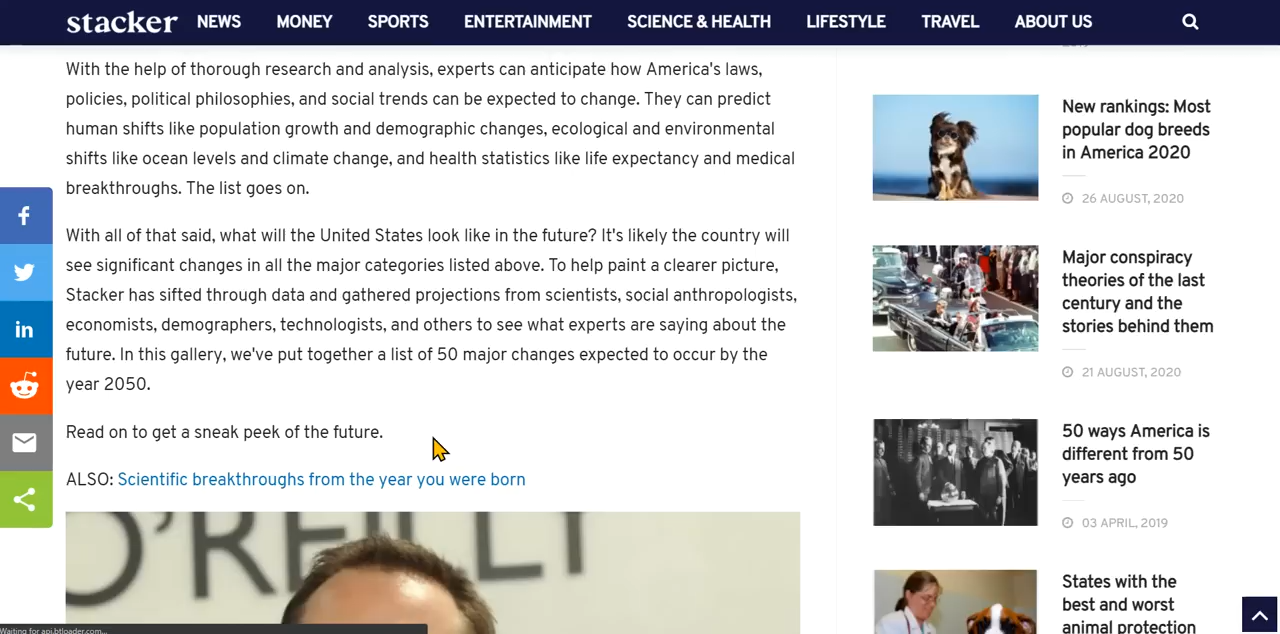 stacker NEWS MONEY SPORTS ENTERTAINMENT SCIENCE & HEALTH LIFESTYLE TRAVEL ABOUT US
With the help of thorough research and analysis, experts can anticipate how America's laws,
policies, political philosophies, and social trends can be expected to change. They can predict
human shifts like population growth and demographic changes, ecological and environmental
shifts like ocean levels and climate change, and health statistics like life expectancy and medical
breakthroughs. The list goes on.
With all of that said, what will the United States look like in the future? It's likely the country will
see significant changes in all the major categories listed above. To help paint a clearer picture,
Stacker has sifted through data and gathered projections from scientists, social anthropologists,
economists, demographers, technologists, and others to see what experts are saying about the
future. In this gallery, we've put together a list of 50 major changes expected to occur by the
year 2050.
Read on to get a sneak peek of the future.
ALSO: Scientific breakthroughs from the year you were born
O'REILLY
New rankings: Most
popular dog breeds
in America 2020
26 AUGUST, 2020
Major conspiracy
theories of the last
century and the
stories behind them
21 AUGUST, 2020
50 ways America is
different from 50
years ago
03 APRIL, 2019
States with the
best and worst
animal protection
Waiting for api.btloader.com...